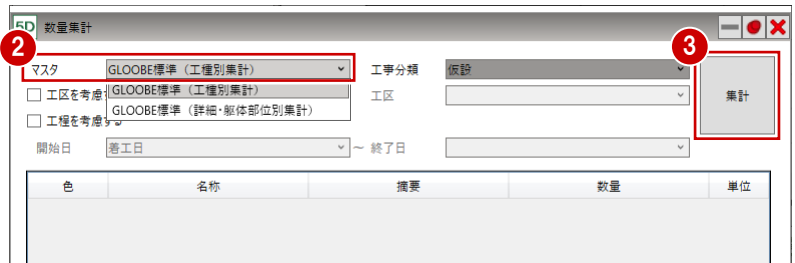 5D 数量集計
2
3
マスタ GLOOBE標準（工種別集計） 工事分類 仮設
GLOOBE標準（工種別集計）
GLOOBE標準（詳細・躯体部位別集計）
工区を考慮す 工区 集計
工程を考慮する
開始日 着工日 ～ 終了日
色 名称 摘要 数量 単位